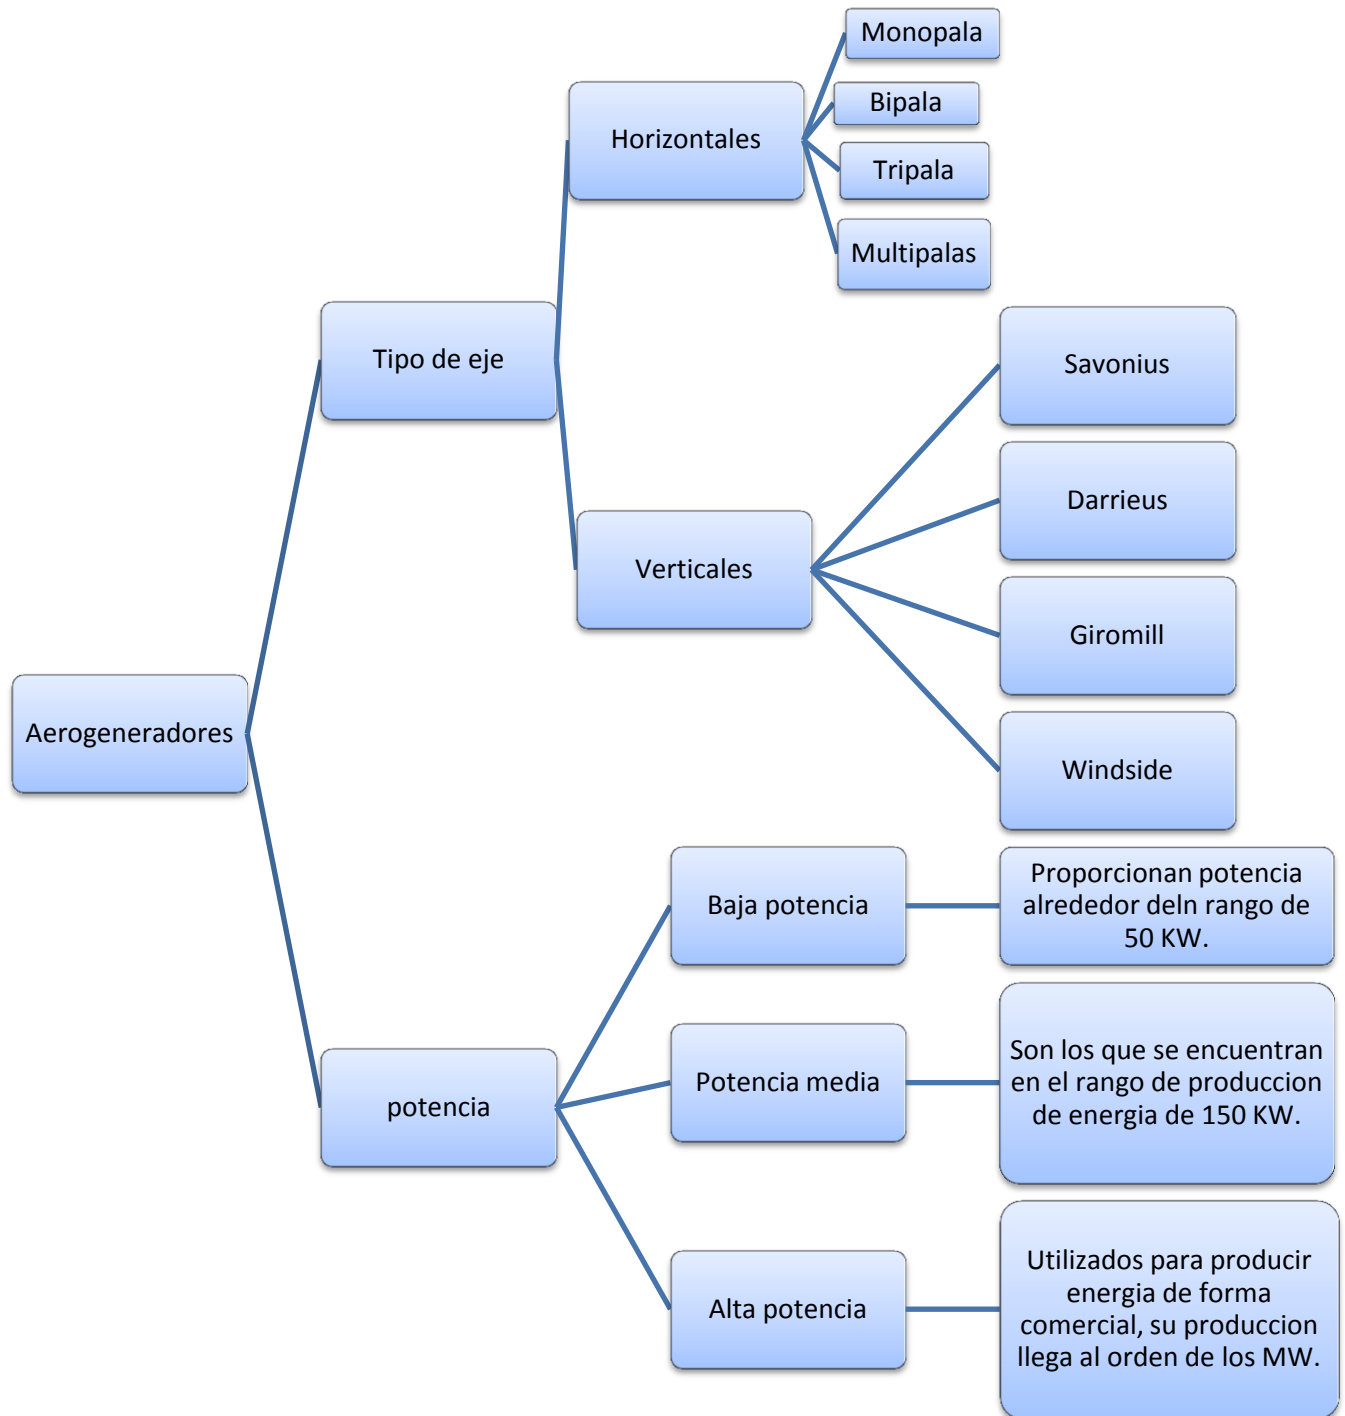 Monopala
Bipala
Horizontales
Tripala
Multipalas
Tipo de eje
Savonius
Darrieus
Verticales
Giromill
Windside
Aerogeneradores
Baja potencia
Proporcionan potencia
alrededor deln rango de
50 KW.
potencia
Potencia media
Son los que se encuentran
en el rango de produccion
de energia de 150 KW.
Alta potencia
Utilizados para producir
energia de forma
comercial, su produccion
llega al orden de los MW.